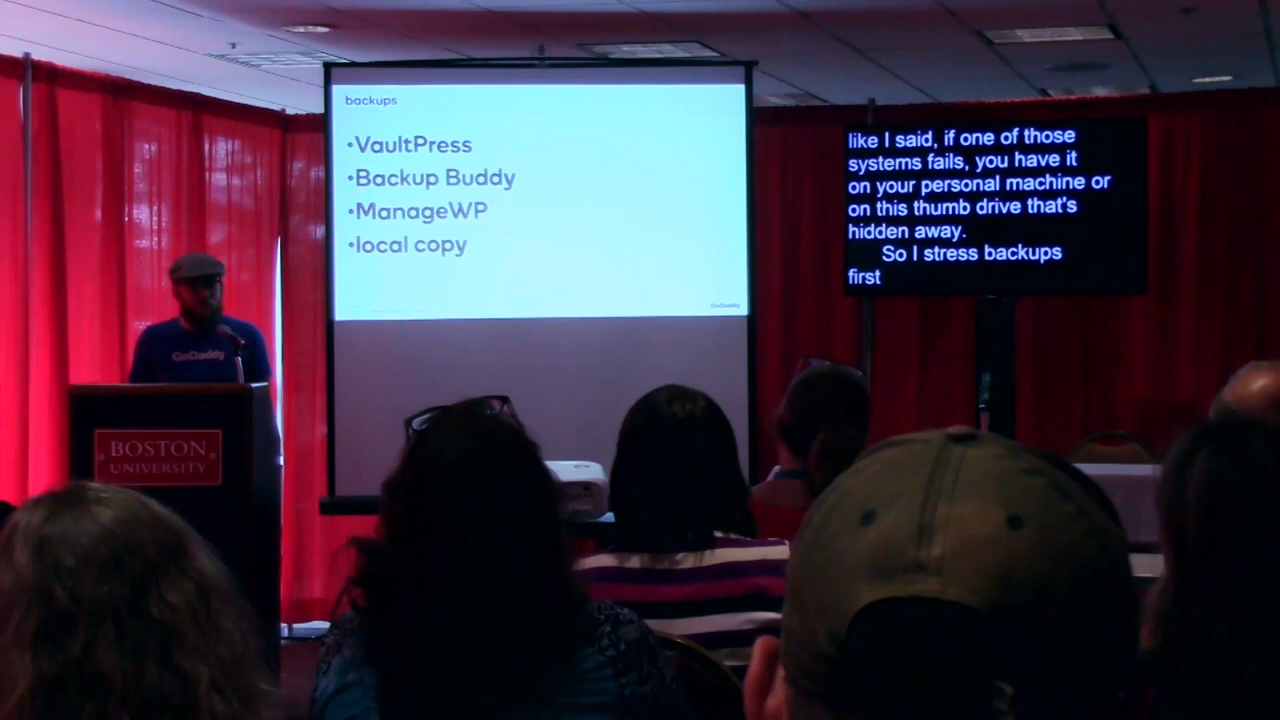 backups
•VaultPress
•Backup Buddy
•ManageWP
•local copy
GoDaddy
like I said, if one of those
systems fails, you have it
on your personal machine or
on this thumb drive that's
hidden away.
So I stress backups
first
GoDaddy
BOSTON
UNIVERSITY